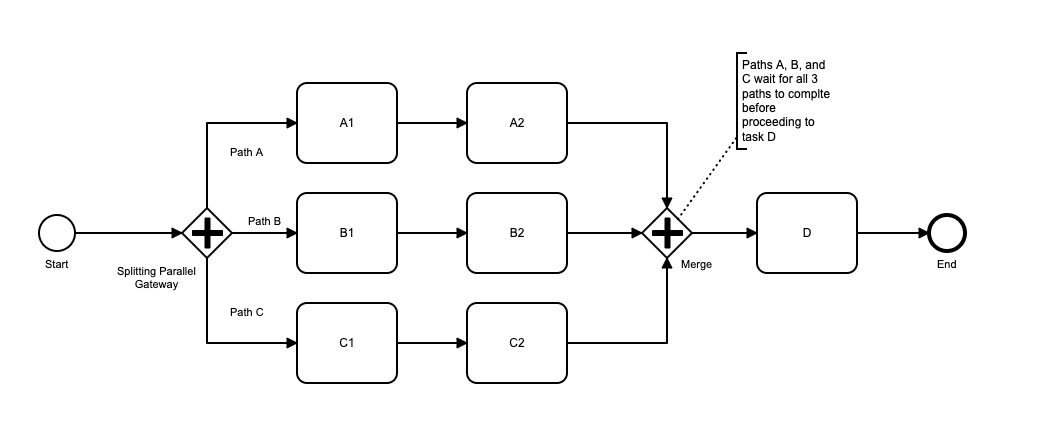 Paths A, B, and
C wait for all 3
paths to complte
before
proceeding to
task D
A1
A2
Path A
Path B
Start
Splitting Parallel
Gateway
B1
B2
Merge
D
End
Path C
C1
C2